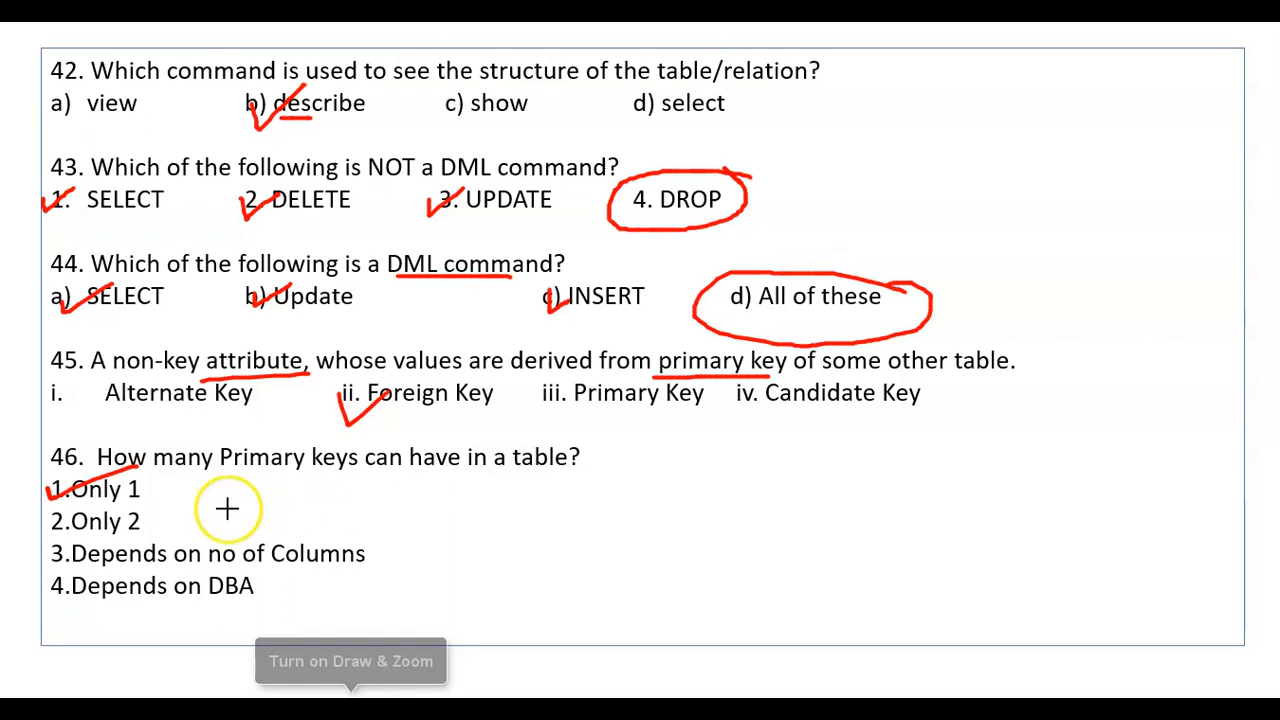 42. Which command is used to see the structure of the table/relation?
a) view b) describe c) show d) select
43. Which of the following is NOT a DML command?
1. SELECT 2. DELETE 3. UPDATE 4. DROP
44. Which of the following is a DML command?
a) SELECT b) Update c) INSERT d) All of these
45. A non-key attribute, whose values are derived from primary key of some other table.
i. Alternate Key ii. Foreign Key iii. Primary Key iv. Candidate Key
46. How many Primary keys can have in a table?
1.Only 1
2.Only 2
3.Depends on no of Columns
4.Depends on DBA
Turn on Draw & Zoom